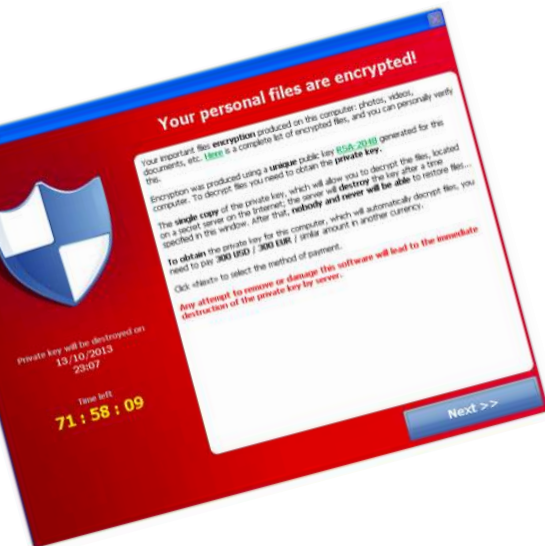 Your personal files are encrypted!
Your important files encryption produced on this computer: photos, videos,
documents, etc. Here is a complete list of encrypted files, and you can personally verify
this.
Encryption was produced using a unique public key RSA-2048 generated for this
computer. To decrypt files you need to obtain the private key.
The single copy of the private key, which will allow you to decrypt the files, located
on a secret server on the Internet; the server will destroy the key after a time
specified in this window. After that, nobody and never will be able to restore files...
To obtain the private key for this computer, which will automatically decrypt files, you
need to pay 300 USD / 300 EUR / similar amount in another currency.
Click «Next» to select the method of payment.
Any attempt to remove or damage this software will lead to the immediate
destruction of the private key by server.
Private key will be destroyed on
13/10/2013
23:07
Time left
71 : 58 : 09
Next >>